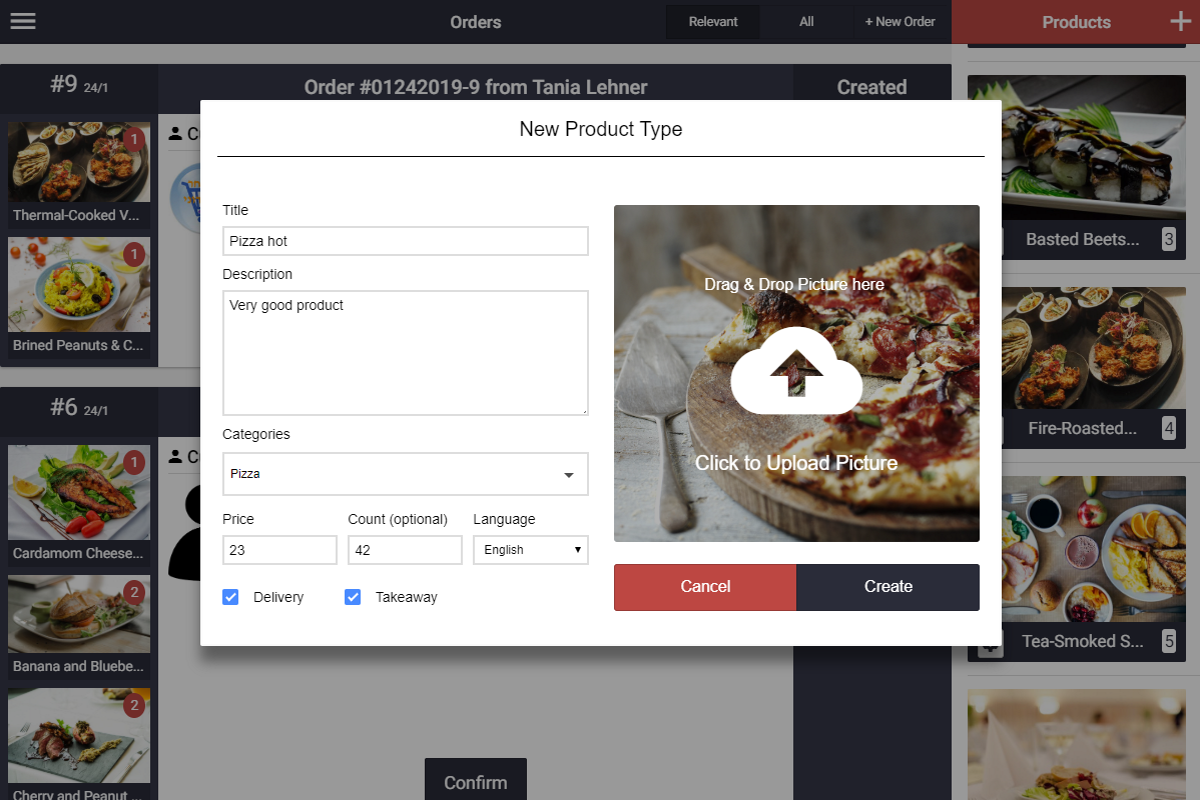 Orders
Relevant
All
+ New Order
Products
#9 24/1
Order #01242019-9 from Tania Lehner
Created
1
Thermal-Cooked V...
1
Brined Peanuts & C...
#6 24/1
1
Cardamom Cheese...
2
Banana and Bluebe...
2
Cherry and Peanut ...
C
C
New Product Type
Title
Pizza hot
Description
Very good product
Categories
Pizza
Price
Count (optional)
Language
23
42
English
Delivery
Takeaway
Drag & Drop Picture here
Click to Upload Picture
Cancel
Create
Confirm
Basted Beets...
3
Fire-Roasted...
4
Tea-Smoked S...
5